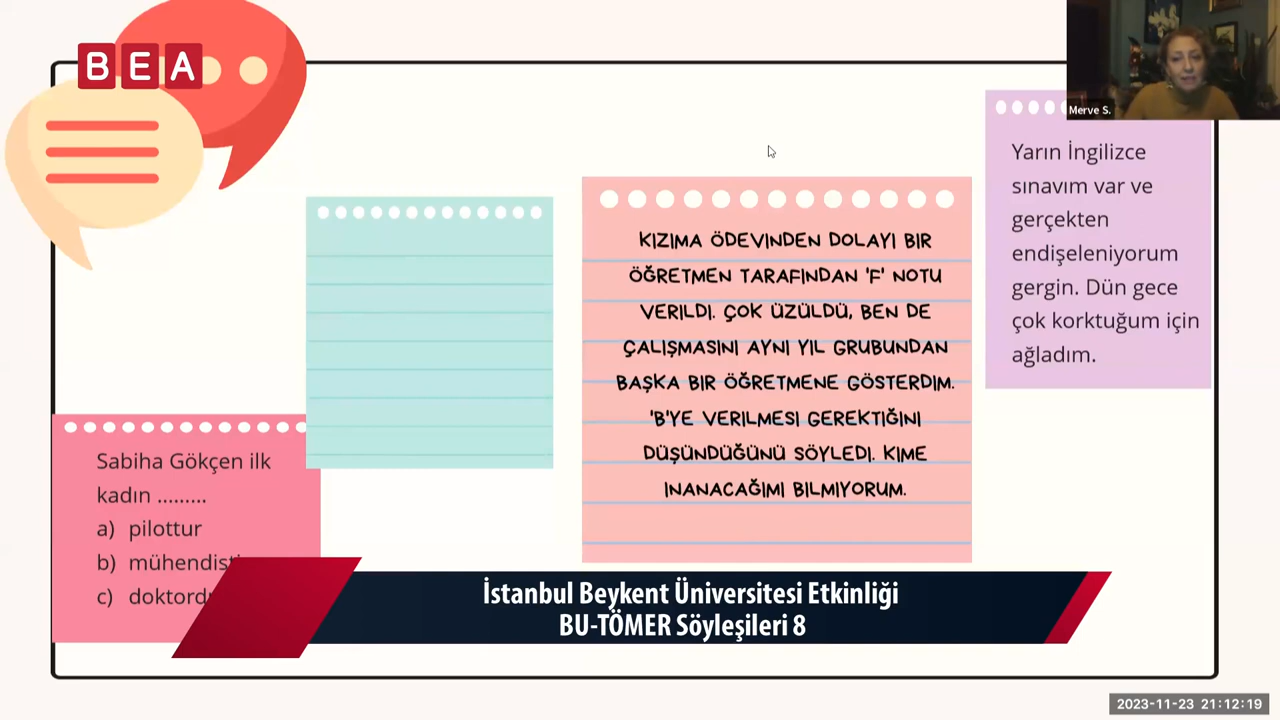 BEA
Merve S.
Yarın İngilizce
sınavım var ve
gerçekten
endişeleniyorum
gergin. Dün gece
çok korktuğum için
ağladım.
KIZIMA ÖDEVINDEN DOLAYI BIR
ÖĞRETMEN TARAFINDAN 'F' NOTU
VERILDI. ÇOK ÜZÜLDÜ, BEN DE
ÇALIŞMASINI AYNI YIL GRUBUNDAN
BAŞKA BIR ÖĞRETMENE GÖSTERDIM.
'B'YE VERILMESI GEREKTIĞINI
DÜŞÜNDÜĞÜNÜ SÖYLEDI. KIME
INANACAĞIMI BILMIYORUM.
Sabiha Gökçen ilk
kadın .........
a) pilottur
b)
c)
İstanbul Beykent Üniversitesi Etkinliği
BU-TÖMER Söyleşileri 8
2023-11-23 21:12:19